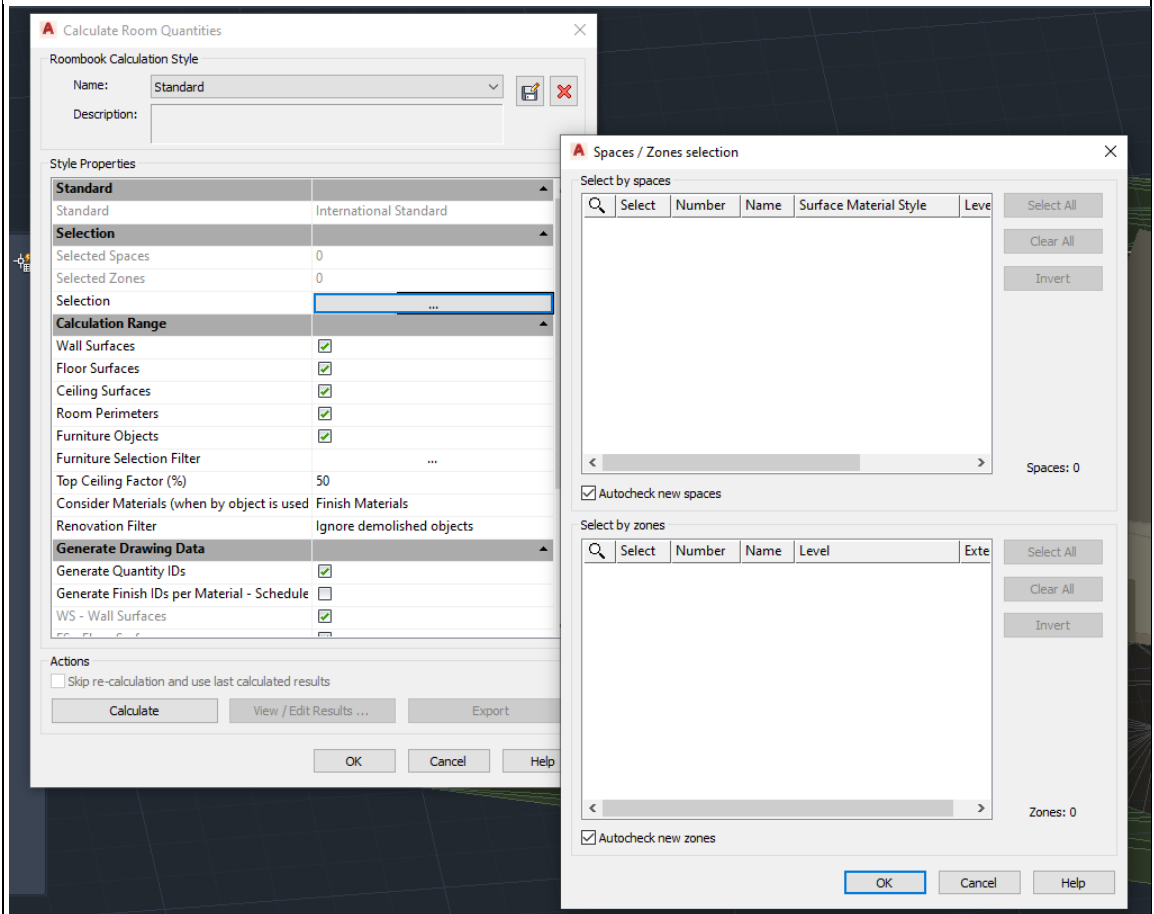 Calculate Room Quantities
Roombook Calculation Style
Name: Standard
Description:
Style Properties
Standard
Standard International Standard
Selection
Selected Spaces 0
Selected Zones 0
Selection ...
Calculation Range
Wall Surfaces
Floor Surfaces
Ceiling Surfaces
Room Perimeters
Furniture Objects
Furniture Selection Filter ...
Top Ceiling Factor (%) 50
Consider Materials (when by object is used Finish Materials
Renovation Filter Ignore demolished objects
Generate Drawing Data
Generate Quantity IDs
Generate Finish IDs per Material - Schedule
WS - Wall Surfaces
Actions
Skip re-calculation and use last calculated results
Calculate View / Edit Results ... Export
OK Cancel Help
Spaces / Zones selection
Select by spaces
Select Number Name Surface Material Style Leve
Select All
Clear All
Invert
Spaces: 0
Autocheck new spaces
Select by zones
Select Number Name Level Exte
Select All
Clear All
Invert
Zones: 0
Autocheck new zones
OK Cancel Help